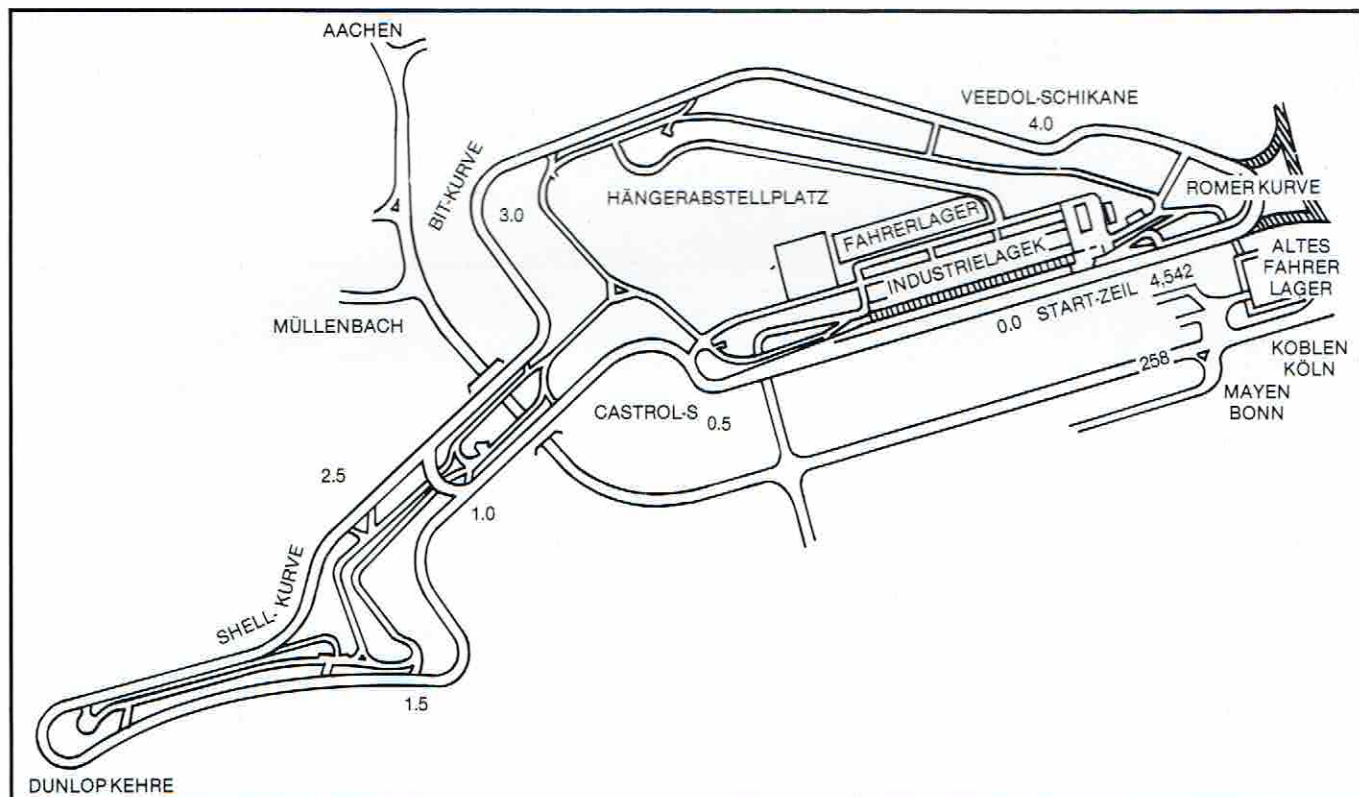 AACHEN
VEEDOL-SCHIKANE
4.0
BIT-KURVE
3.0
HÄNGERABSTELLPLATZ
ROMER KURVE
FAHRERLAGER
INDUSTRIELAGEK
ALTES
FAHRER
LAGER
0.0 START-ZEIL 4,542
MÜLLENBACH
KOBLEN
KÖLN
258
MAYEN
BONN
CASTROL-S 0.5
2.5
1.0
SHELL-KURVE
1.5
DUNLOP KEHRE